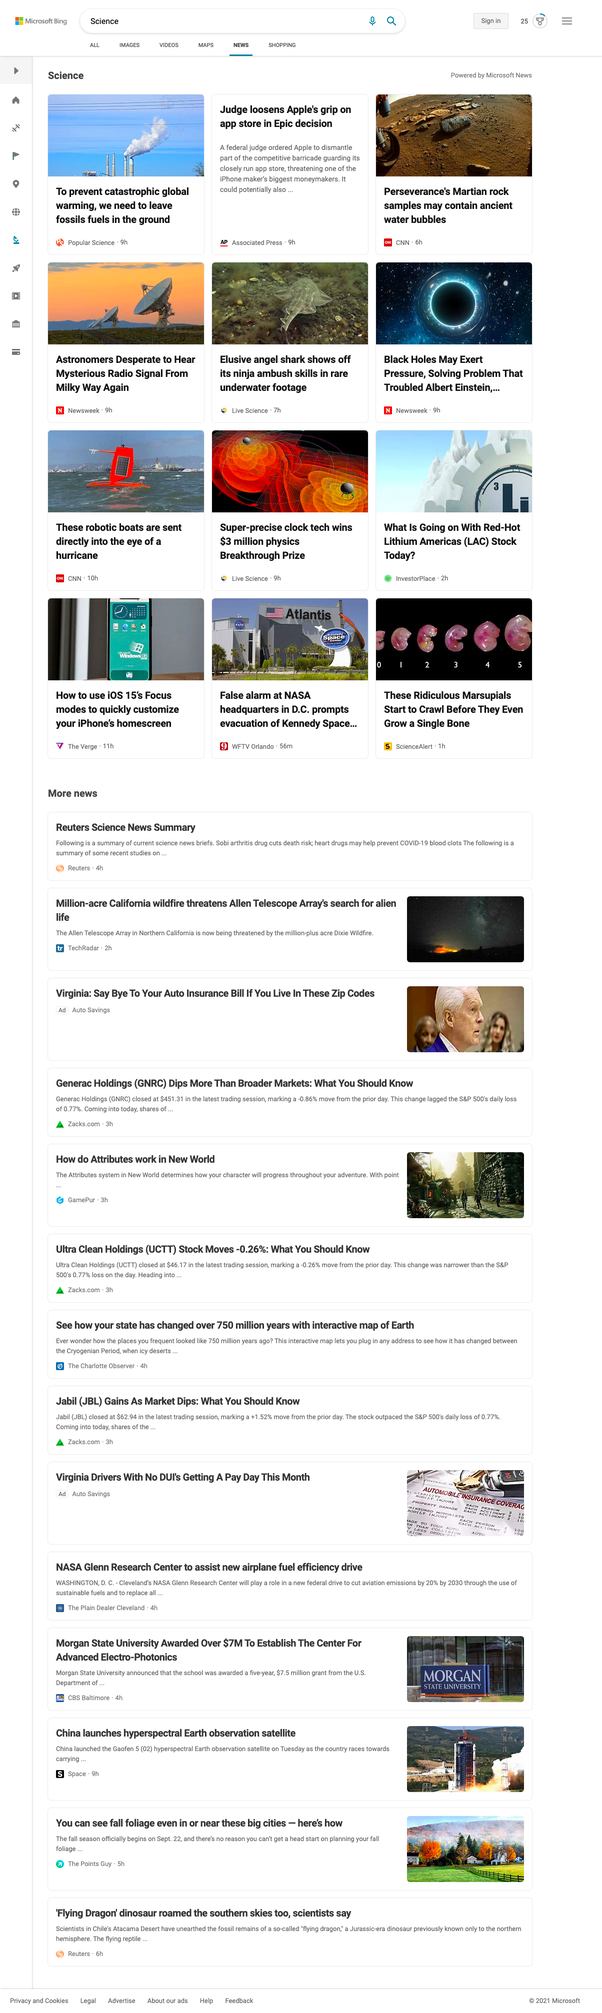 Microsoft Bing
Science
Sign in
25
ALL
IMAGES
VIDEOS
MAPS
NEWS
SHOPPING
Science
Powered by Microsoft News
To prevent catastrophic global
warming, we need to leave
fossils fuels in the ground
Popular Science · 9h
Judge loosens Apple's grip on
app store in Epic decision
A federal judge ordered Apple to dismantle
part of the competitive barricade guarding its
closely run app store, threatening one of the
iPhone maker's biggest moneymakers. It
could potentially also ...
AP Associated Press · 9h
Perseverance's Martian rock
samples may contain ancient
water bubbles
CNN · 6h
Astronomers Desperate to Hear
Mysterious Radio Signal From
Milky Way Again
N Newsweek · 9h
Elusive angel shark shows off
its ninja ambush skills in rare
underwater footage
Live Science · 7h
Black Holes May Exert
Pressure, Solving Problem That
Troubled Albert Einstein,...
N Newsweek · 9h
These robotic boats are sent
directly into the eye of a
hurricane
CNN · 10h
Super-precise clock tech wins
$3 million physics
Breakthrough Prize
Live Science · 9h
3
Li
What Is Going on With Red-Hot
Lithium Americas (LAC) Stock
Today?
InvestorPlace · 2h
How to use iOS 15's Focus
modes to quickly customize
your iPhone's homescreen
The Verge · 11h
Atlantis
Space
False alarm at NASA
headquarters in D.C. prompts
evacuation of Kennedy Space...
WFTV Orlando · 56m
0 1 2 3 4 5
These Ridiculous Marsupials
Start to Crawl Before They Even
Grow a Single Bone
S ScienceAlert · 1h
More news
Reuters Science News Summary
Following is a summary of current science news briefs. Sobi arthritis drug cuts death risk; heart drugs may help prevent COVID-19 blood clots The following is a
summary of some recent studies on ...
Reuters · 4h
Million-acre California wildfire threatens Allen Telescope Array's search for alien
life
The Allen Telescope Array in Northern California is now being threatened by the million-plus acre Dixie Wildfire.
tr TechRadar · 2h
Virginia: Say Bye To Your Auto Insurance Bill If You Live In These Zip Codes
Ad Auto Savings
Generac Holdings (GNRC) Dips More Than Broader Markets: What You Should Know
Generac Holdings (GNRC) closed at $451.31 in the latest trading session, marking a -0.86% move from the prior day. This change lagged the S&P 500's daily loss
of 0.77%. Coming into today, shares of ...
Zacks.com · 3h
How do Attributes work in New World
The Attributes system in New World determines how your character will progress throughout your adventure. With point
...
GamePur · 3h
Ultra Clean Holdings (UCTT) Stock Moves -0.26%: What You Should Know
Ultra Clean Holdings (UCTT) closed at $46.17 in the latest trading session, marking a -0.26% move from the prior day. This change was narrower than the S&P
500's 0.77% loss on the day. Heading into ...
Zacks.com · 3h
See how your state has changed over 750 million years with interactive map of Earth
Ever wonder how the places you frequent looked like 750 million years ago? This interactive map lets you plug in any address to see how it has changed between
the Cryogenian Period, when icy deserts ...
The Charlotte Observer · 4h
Jabil (JBL) Gains As Market Dips: What You Should Know
Jabil (JBL) closed at $62.94 in the latest trading session, marking a +1.52% move from the prior day. The stock outpaced the S&P 500's daily loss of 0.77%.
Coming into today, shares of the ...
Zacks.com · 3h
Virginia Drivers With No DUI's Getting A Pay Day This Month
Ad Auto Savings
AUTOMOBILE INSURANCE COVERAG
NASA Glenn Research Center to assist new airplane fuel efficiency drive
WASHINGTON, D. C. - Cleveland's NASA Glenn Research Center will play a role in a new federal drive to cut aviation emissions by 20% by 2030 through the use of
sustainable fuels and to replace all ...
The Plain Dealer Cleveland · 4h
Morgan State University Awarded Over $7M To Establish The Center For
Advanced Electro-Photonics
Morgan State University announced that the school was awarded a five-year, $7.5 million grant from the U.S.
Department of ...
CBS Baltimore · 4h
MORGAN
STATE UNIVERSITY
China launches hyperspectral Earth observation satellite
China launched the Gaofen 5 (02) hyperspectral Earth observation satellite on Tuesday as the country races towards
carrying ...
S Space · 9h
You can see fall foliage even in or near these big cities — here's how
The fall season officially begins on Sept. 22, and there's no reason you can't get a head start on planning your fall
foliage ...
The Points Guy · 5h
'Flying Dragon' dinosaur roamed the southern skies too, scientists say
Scientists in Chile's Atacama Desert have unearthed the fossil remains of a so-called "flying dragon," a Jurassic-era dinosaur previously known only to the northern
hemisphere. The flying reptile ...
Reuters · 6h
Privacy and Cookies
Legal
Advertise
About our ads
Help
Feedback
© 2021 Microsoft